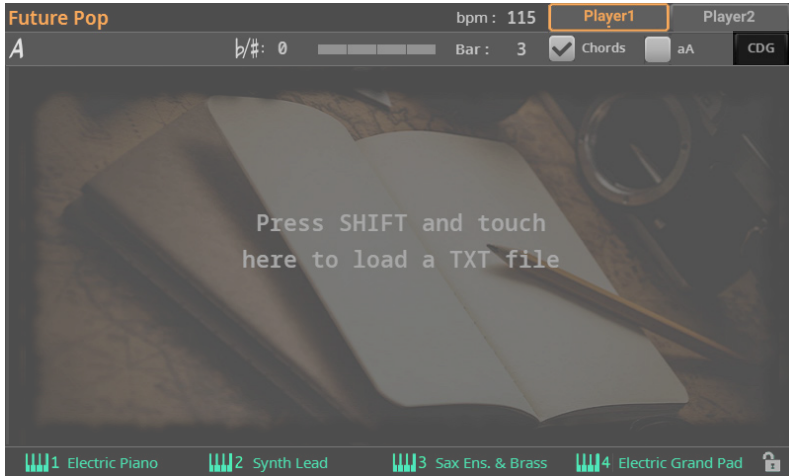 Future Pop bpm : 115 Player1 Player2
A b/#: 0 Bar : 3 Chords aA CDG
Press SHIFT and touch
here to load a TXT file
1 Electric Piano 2 Synth Lead 3 Sax Ens. & Brass 4 Electric Grand Pad